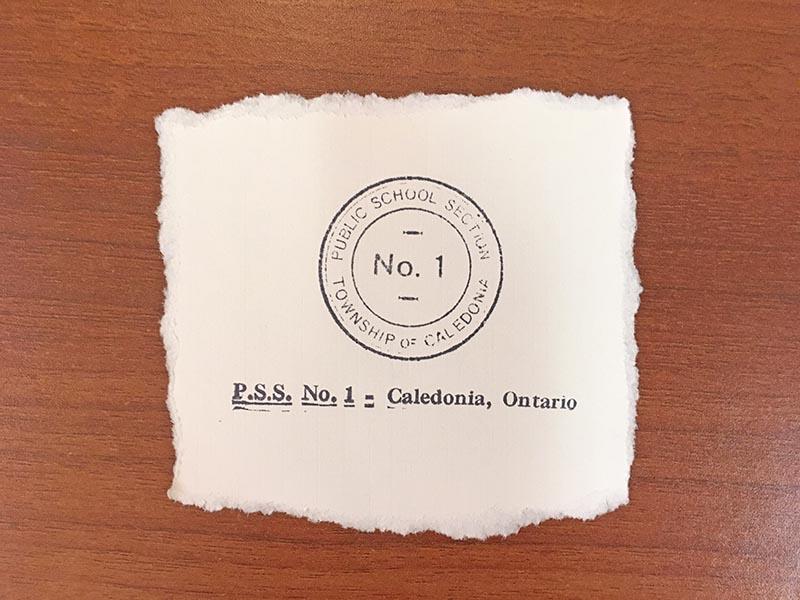 PUBLIC SCHOOL SECTION
No. 1
TOWNSHIP OF CALEDONIA
P.S.S. No. 1 - Caledonia, Ontario